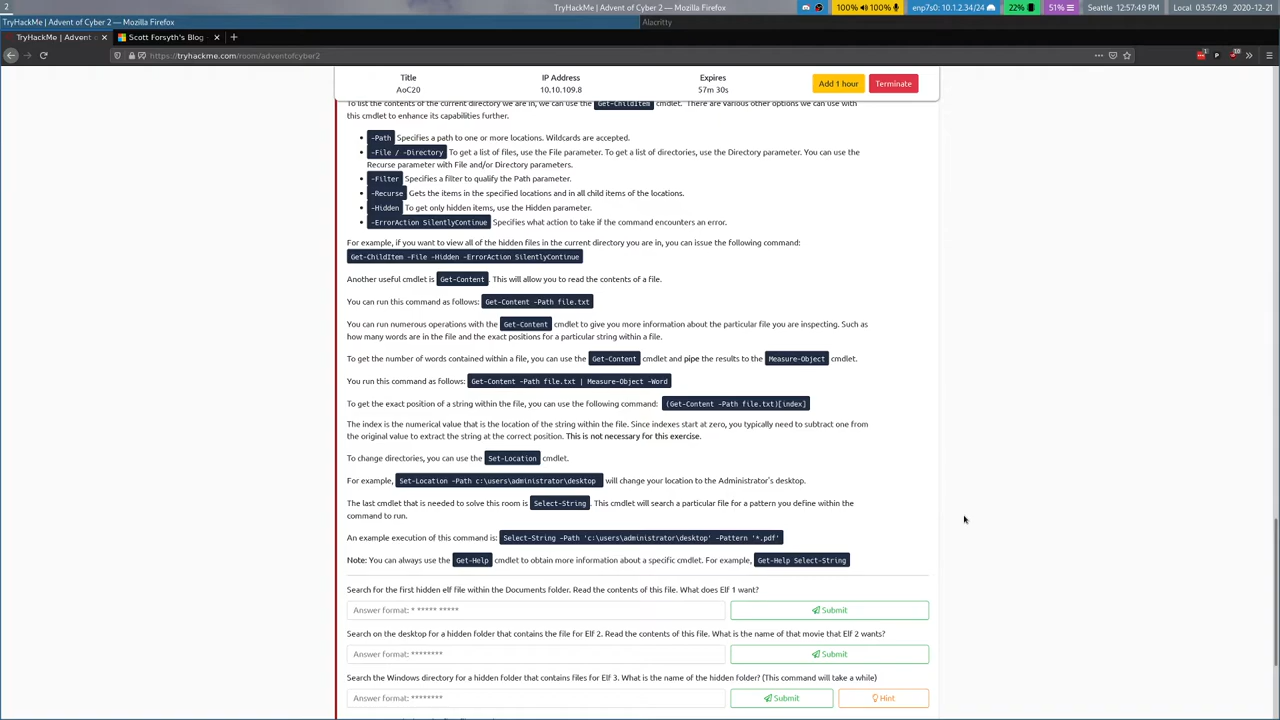 2
TryHackMe | Advent of Cyber 2 — Mozilla Firefox
100% 100%
enp7s0: 10.1.2.34/24
22%
51%
Seattle 12:57:49 PM
Local 03:57:49
2020-12-21
TryHackMe | Advent of Cyber 2 — Mozilla Firefox
Alacritty
TryHackMe | Advent o
Scott Forsyth's Blog -
https://tryhackme.com/room/adventofcyber2
Title
IP Address
Expires
AoC20
10.10.109.8
57m 30s
Add 1 hour
Terminate
To list the contents of the current directory we are in, we can use the Get-ChildItem cmdlet. There are various other options we can use with
this cmdlet to enhance its capabilities further.
-Path Specifies a path to one or more locations. Wildcards are accepted.
-File / -Directory To get a list of files, use the File parameter. To get a list of directories, use the Directory parameter. You can use the
Recurse parameter with File and/or Directory parameters.
-Filter Specifies a filter to qualify the Path parameter.
-Recurse Gets the items in the specified locations and in all child items of the locations.
-Hidden To get only hidden items, use the Hidden parameter.
-ErrorAction SilentlyContinue Specifies what action to take if the command encounters an error.
For example, if you want to view all of the hidden files in the current directory you are in, you can issue the following command:
Get-ChildItem -File -Hidden -ErrorAction SilentlyContinue
Another useful cmdlet is Get-Content. This will allow you to read the contents of a file.
You can run this command as follows: Get-Content -Path file.txt
You can run numerous operations with the Get-Content cmdlet to give you more information about the particular file you are inspecting. Such as
how many words are in the file and the exact positions for a particular string within a file.
To get the number of words contained within a file, you can use the Get-Content cmdlet and pipe the results to the Measure-Object cmdlet.
You run this command as follows: Get-Content -Path file.txt | Measure-Object -Word
To get the exact position of a string within the file, you can use the following command: (Get-Content -Path file.txt)[index]
The index is the numerical value that is the location of the string within the file. Since indexes start at zero, you typically need to subtract one from
the original value to extract the string at the correct position. This is not necessary for this exercise.
To change directories, you can use the Set-Location cmdlet.
For example, Set-Location -Path c:\users\administrator\desktop will change your location to the Administrator's desktop.
The last cmdlet that is needed to solve this room is Select-String. This cmdlet will search a particular file for a pattern you define within the
command to run.
An example execution of this command is: Select-String -Path 'c:\users\administrator\desktop' -Pattern '*.pdf'
Note: You can always use the Get-Help cmdlet to obtain more information about a specific cmdlet. For example, Get-Help Select-String
Search for the first hidden elf file within the Documents folder. Read the contents of this file. What does Elf 1 want?
Answer format: * ***** *****
Submit
Search on the desktop for a hidden folder that contains the file for Elf 2. Read the contents of this file. What is the name of that movie that Elf 2 wants?
Answer format: ********
Submit
Search the Windows directory for a hidden folder that contains files for Elf 3. What is the name of the hidden folder? (This command will take a while)
Answer format: ********
Submit
Hint